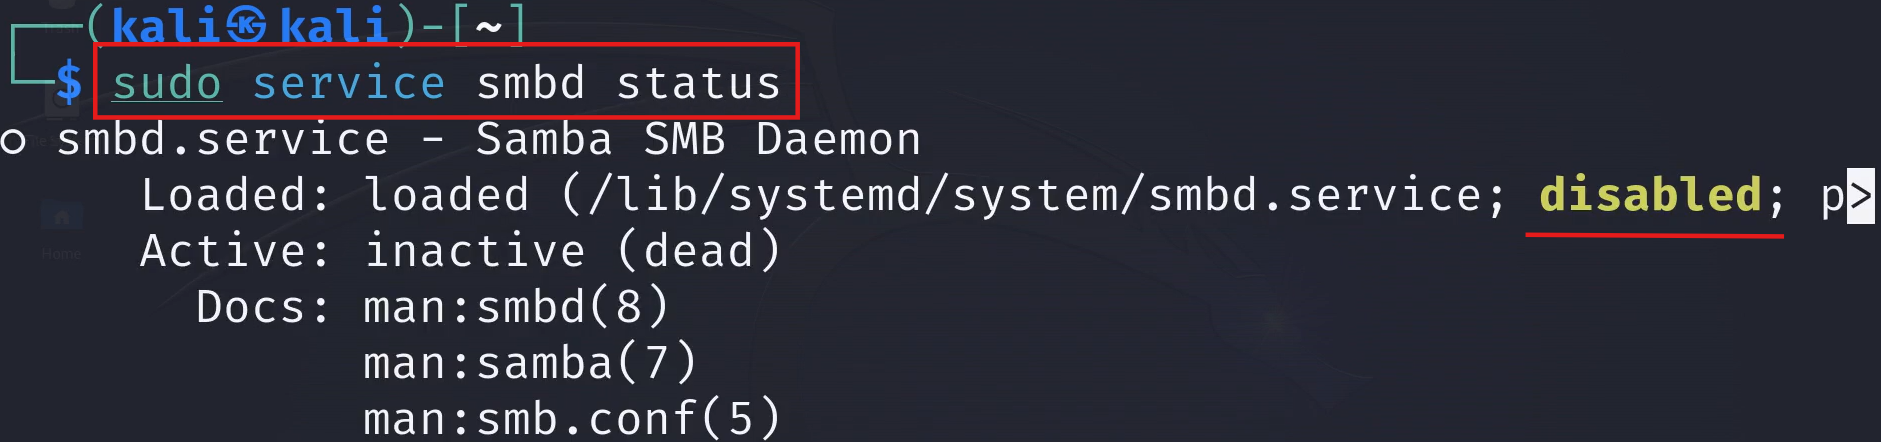 ┌──(kali㉿kali)-[~]
└─$ sudo service smbd status
○ smbd.service - Samba SMB Daemon
Loaded: loaded (/lib/systemd/system/smbd.service; disabled; p>
Active: inactive (dead)
Docs: man:smbd(8)
man:samba(7)
man:smb.conf(5)
Home